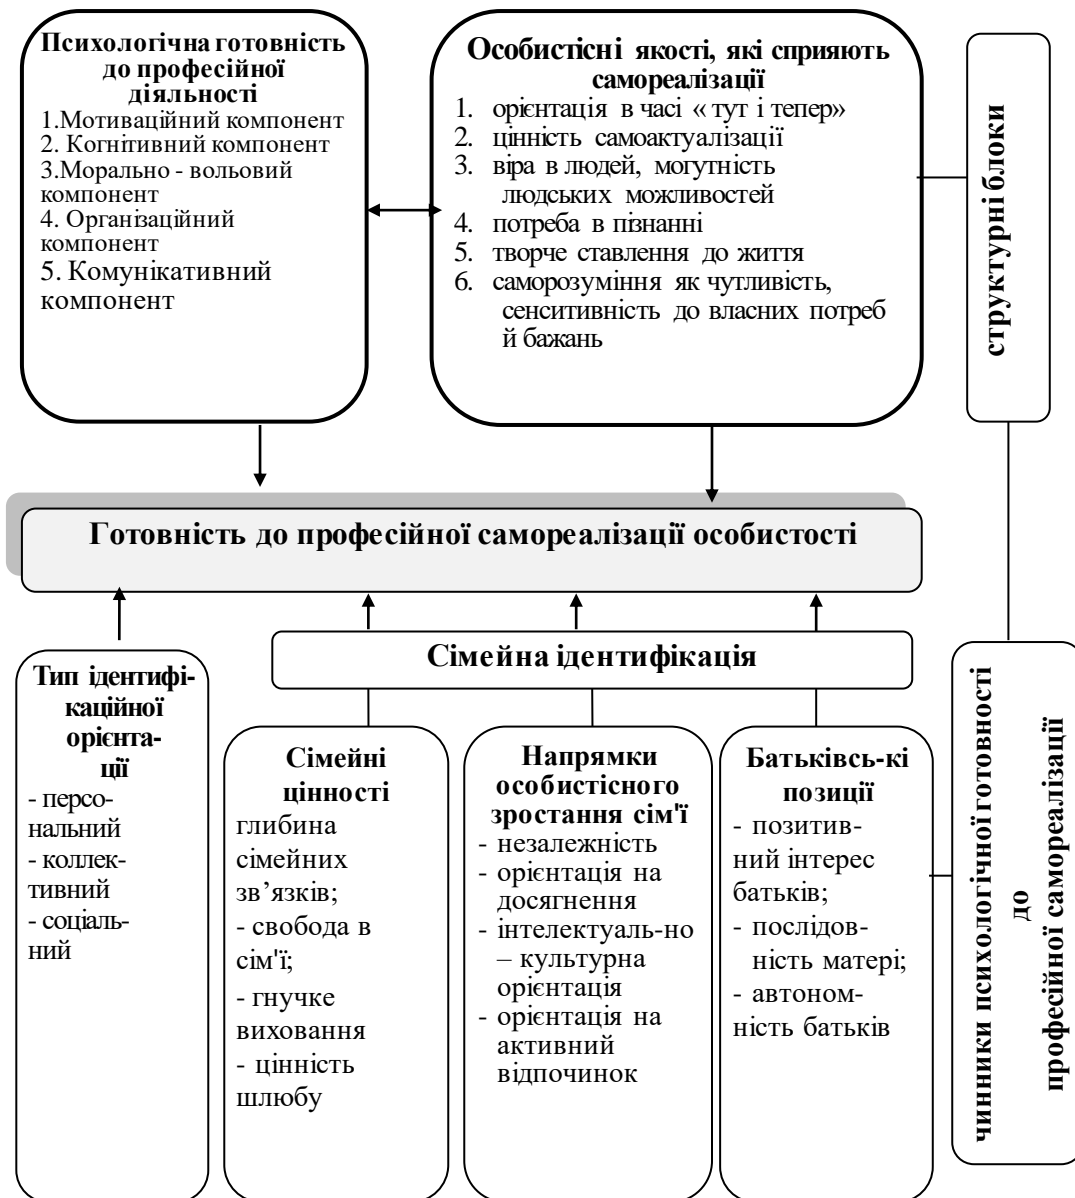 Психологічна готовність
до професійної
діяльності
1.Мотиваційний компонент
2. Когнітивний компонент
3.Морально - вольовий
компонент
4. Організаційний
компонент
5. Комунікативний
компонент
Особистісні якості, які сприяють
самореалізації
1. орієнтація в часі « тут і тепер»
2. цінність самоактуалізації
3. віра в людей, могутність
людських можливостей
4. потреба в пізнанні
5. творче ставлення до життя
6. саморозуміння як чутливість,
сенситивність до власних потреб
й бажань
структурні блоки
Готовність до професійної самореалізації особистості
Сімейна ідентифікація
Тип ідентифі-
каційної
орієнта-
ції
- персо-
нальний
- коллек-
тивний
- соціаль-
ний
Сімейні
цінності
глибина
сімейних
зв’язків;
- свобода в
сім'ї;
- гнучке
виховання
- цінність
шлюбу
Напрямки
особистісного
зростання сім'ї
- незалежність
- орієнтація на
досягнення
- інтелектуаль-но
– культурна
орієнтація
- орієнтація на
активний
відпочинок
Батьківсь-кі
позиції
- позитив-
ний інтерес
батьків;
- послідов-
ність матері;
- автоном-
ність батьків
чинники психологічної готовності
до
професійної самореалізації